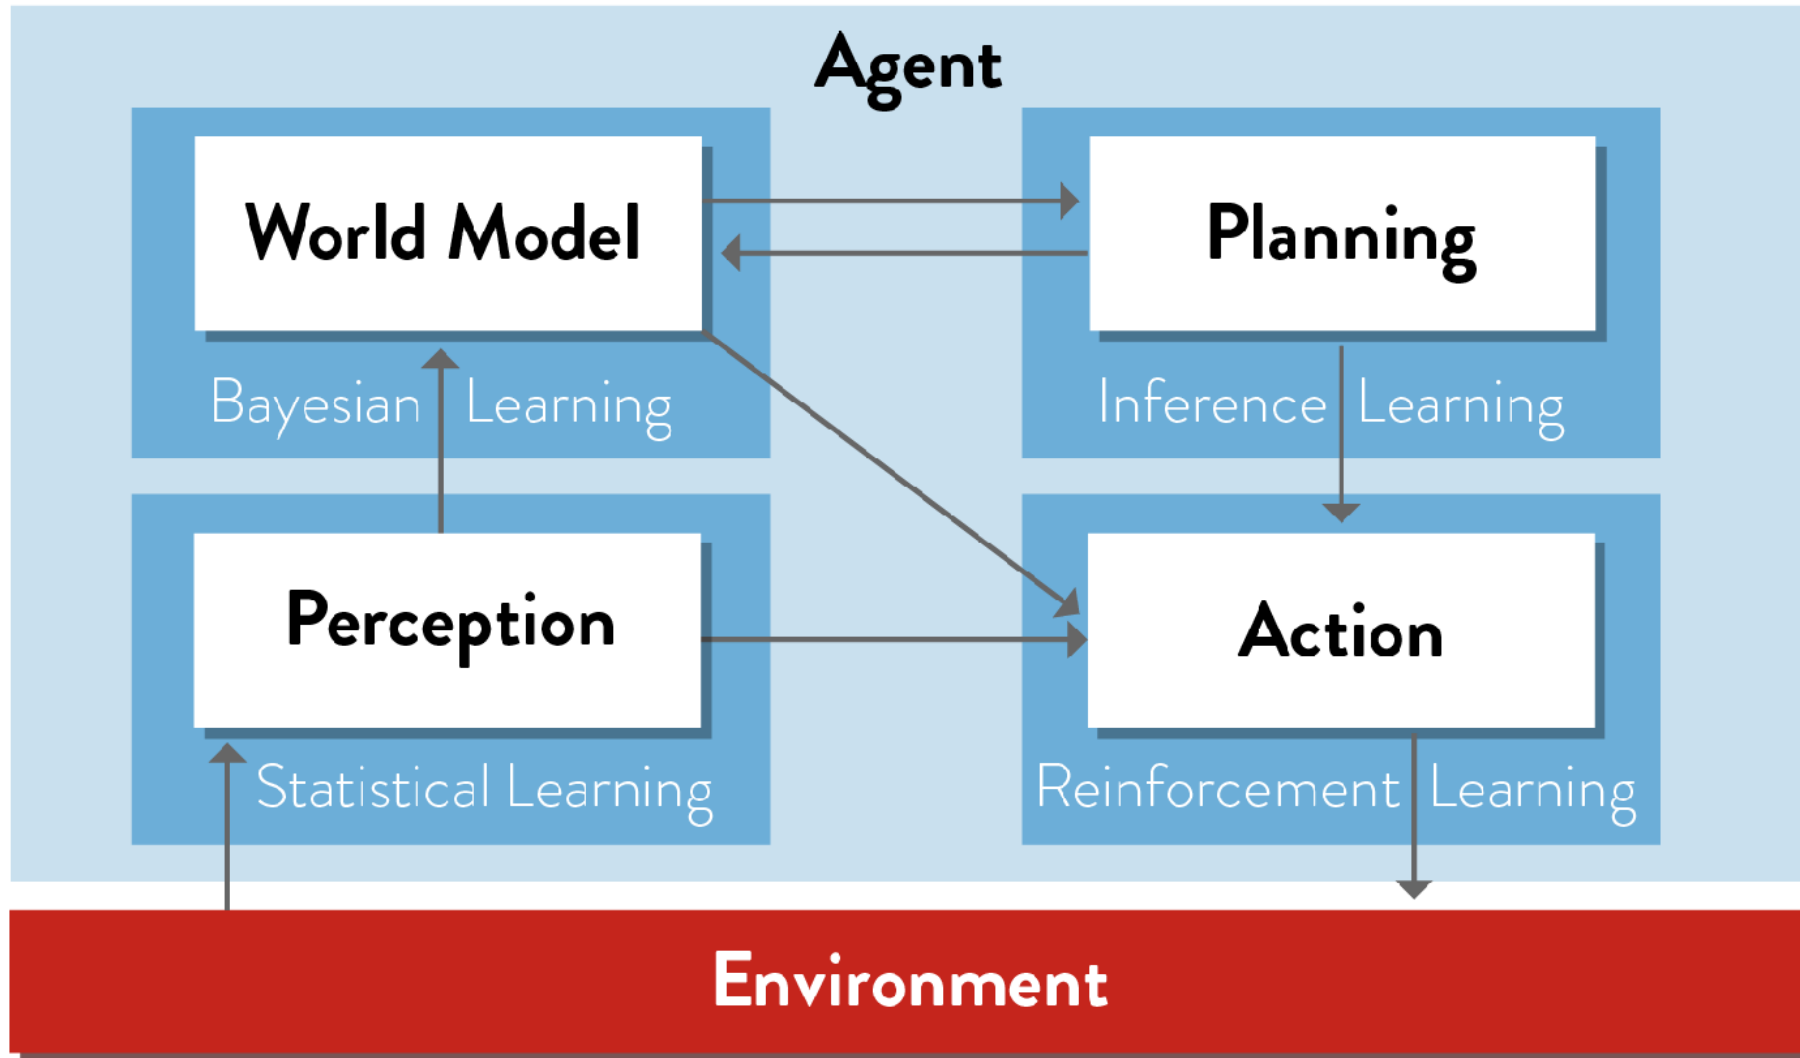 Agent
World Model
Planning
Bayesian Learning
Inference Learning
Perception
Action
Statistical Learning
Reinforcement Learning
Environment